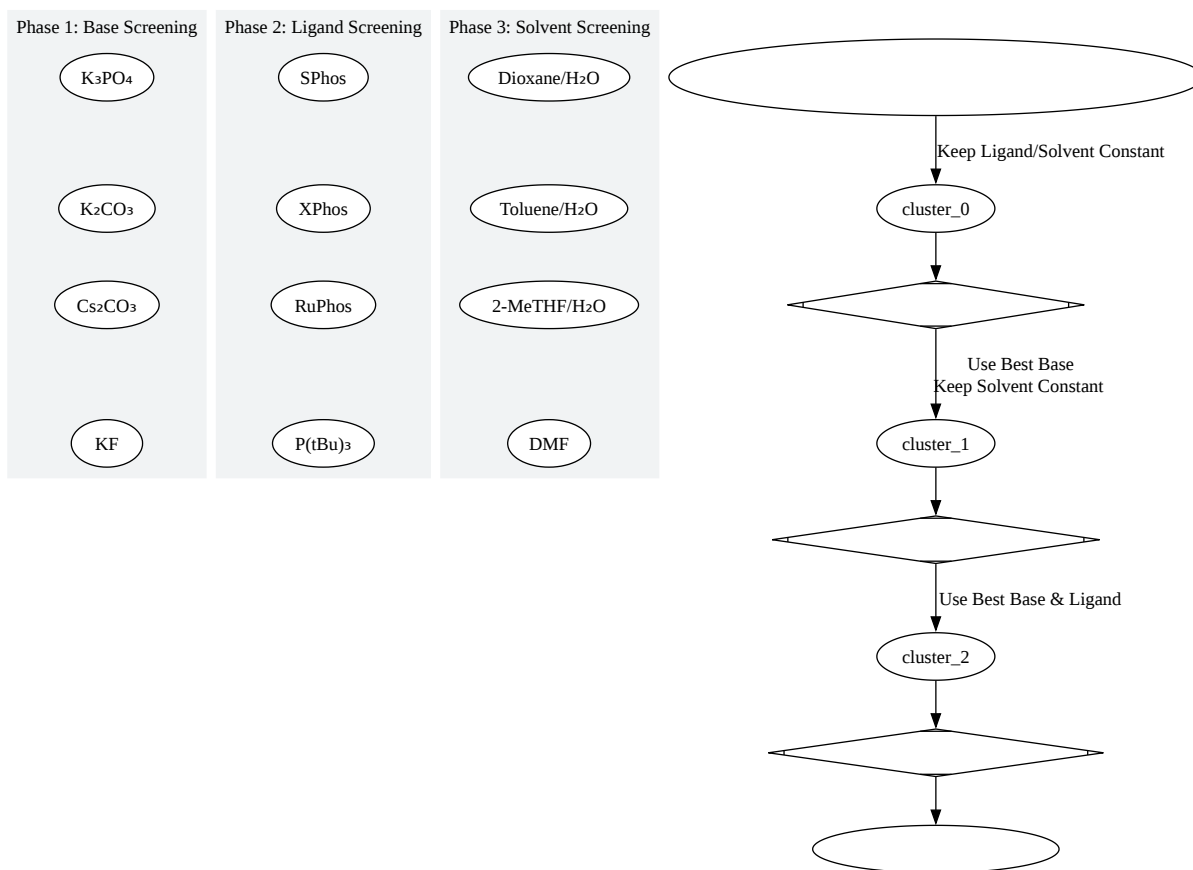 Phase 1: Base Screening
K₃PO₄
K₂CO₃
Cs₂CO₃
KF
Phase 2: Ligand Screening
SPhos
XPhos
RuPhos
P(tBu)₃
Phase 3: Solvent Screening
Dioxane/H₂O
Toluene/H₂O
2-MeTHF/H₂O
DMF
Keep Ligand/Solvent Constant
cluster_0
Use Best Base
Keep Solvent Constant
cluster_1
Use Best Base & Ligand
cluster_2